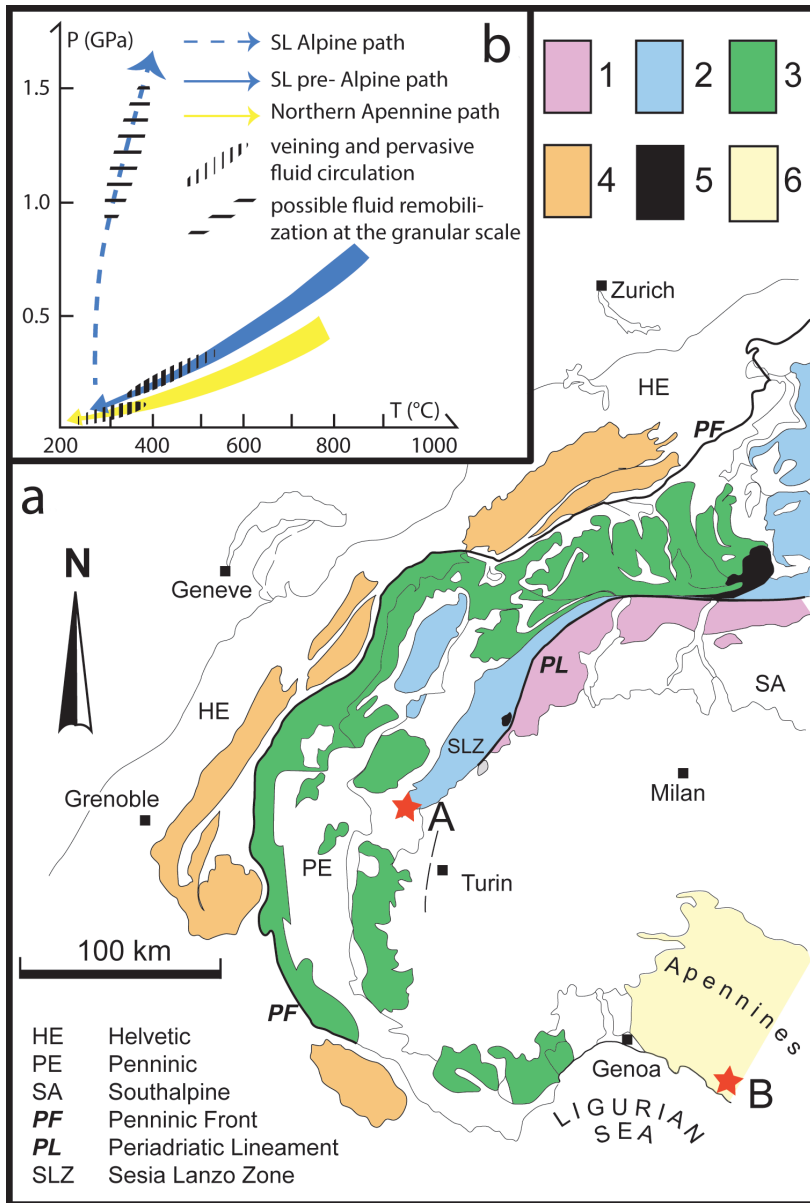 P (GPa)
b
SL Alpine path
SL pre- Alpine path
Northern Apennine path
veining and pervasive
fluid circulation
possible fluid remobili-
zation at the granular scale
1.5
1.0
0.5
T (°C)
200
400
600
800
1000
1
2
3
4
5
6
a
Zurich
HE
PF
N
Geneve
PL
HE
SA
SLZ
Grenoble
Milan
A
PE
Turin
100 km
PF
Apennines
Genoa
B
LIGURIAN
SEA
HE Helvetic
PE Penninic
SA Southalpine
PF Penninic Front
PL Periadriatic Lineament
SLZ Sesia Lanzo Zone